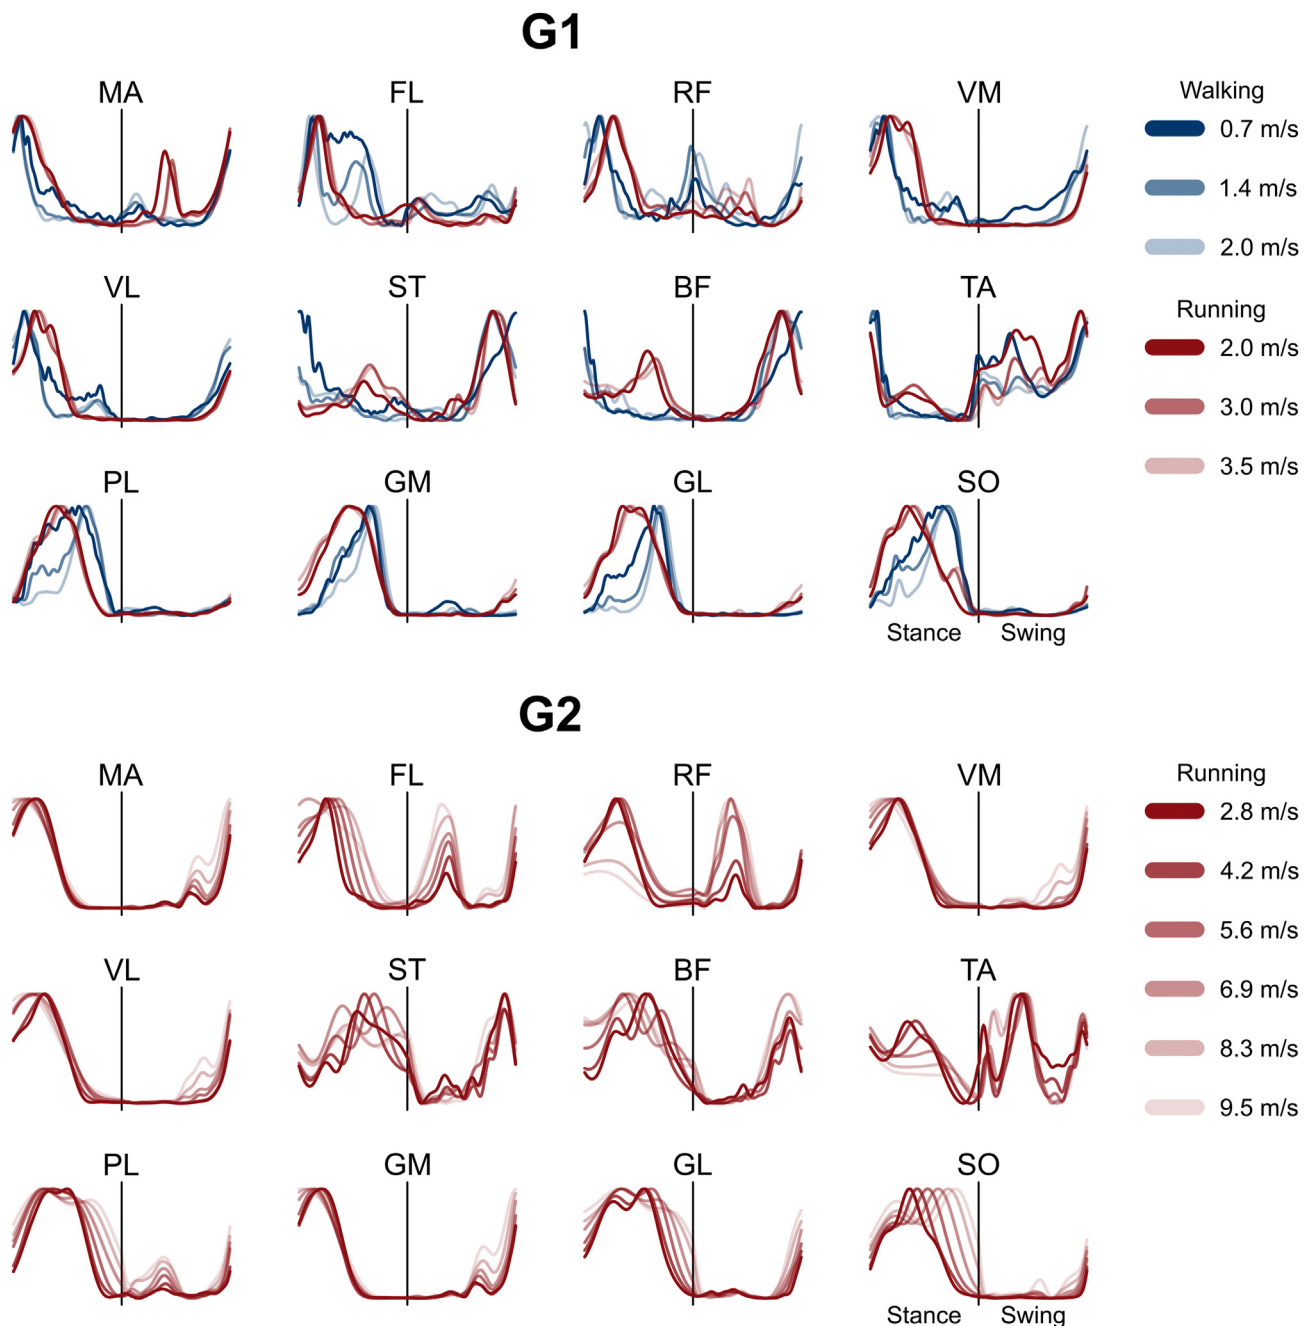 G1
MA FL RF VM
Walking
0.7 m/s
1.4 m/s
2.0 m/s
VL ST BF TA
Running
2.0 m/s
3.0 m/s
3.5 m/s
PL GM GL SO
Stance Swing
G2
MA FL RF VM
Running
2.8 m/s
4.2 m/s
5.6 m/s
VL ST BF TA
6.9 m/s
8.3 m/s
9.5 m/s
PL GM GL SO
Stance Swing